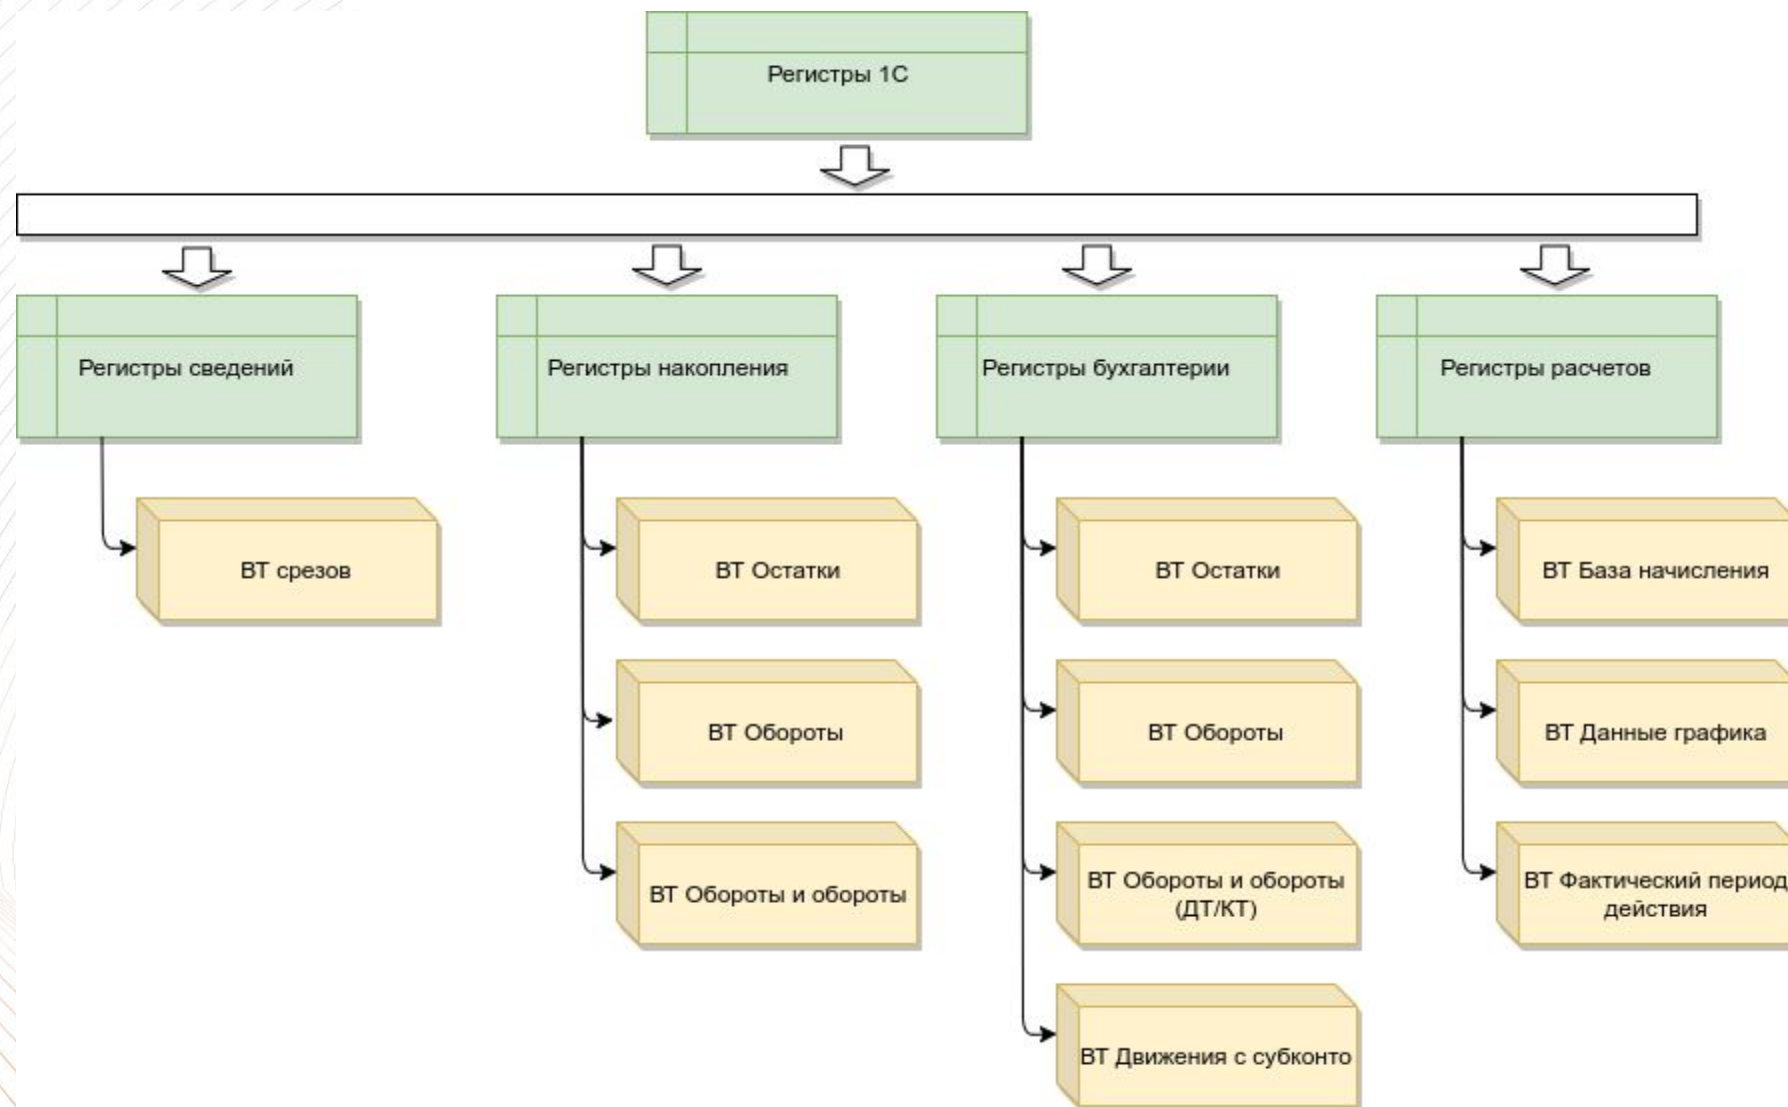 Регистры 1С
Регистры сведений
Регистры накопления
Регистры бухгалтерии
Регистры расчетов
ВТ срезов
ВТ Остатки
ВТ Остатки
ВТ База начисления
ВТ Обороты
ВТ Обороты
ВТ Данные графика
ВТ Обороты и обороты
ВТ Обороты и обороты
(ДТ/КТ)
ВТ Фактический период
действия
ВТ Движения с субконто